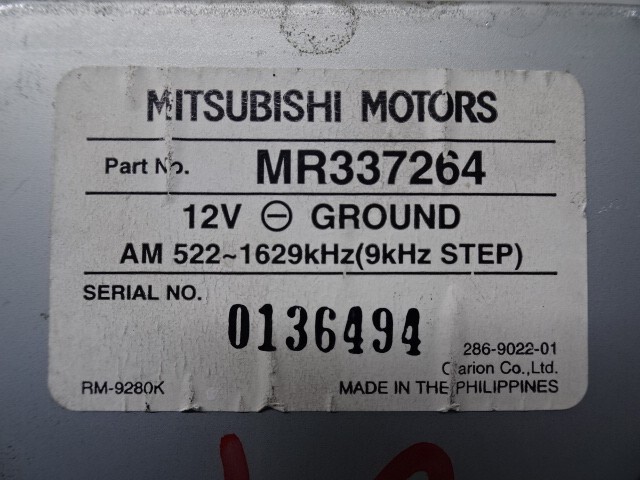 MITSUBISHI MOTORS
Part No. MR337264
12V ⊖ GROUND
AM 522~1629kHz(9kHz STEP)
SERIAL NO. 0136494
286-9022-01
Clarion Co.,Ltd.
RM-9280K MADE IN THE PHILIPPINES